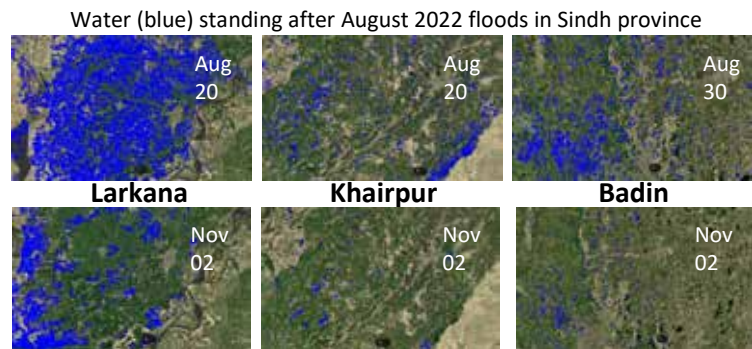 Water (blue) standing after August 2022 floods in Sindh province
Aug
20
Aug
20
Aug
30
Larkana
Khairpur
Badin
Nov
02
Nov
02
Nov
02